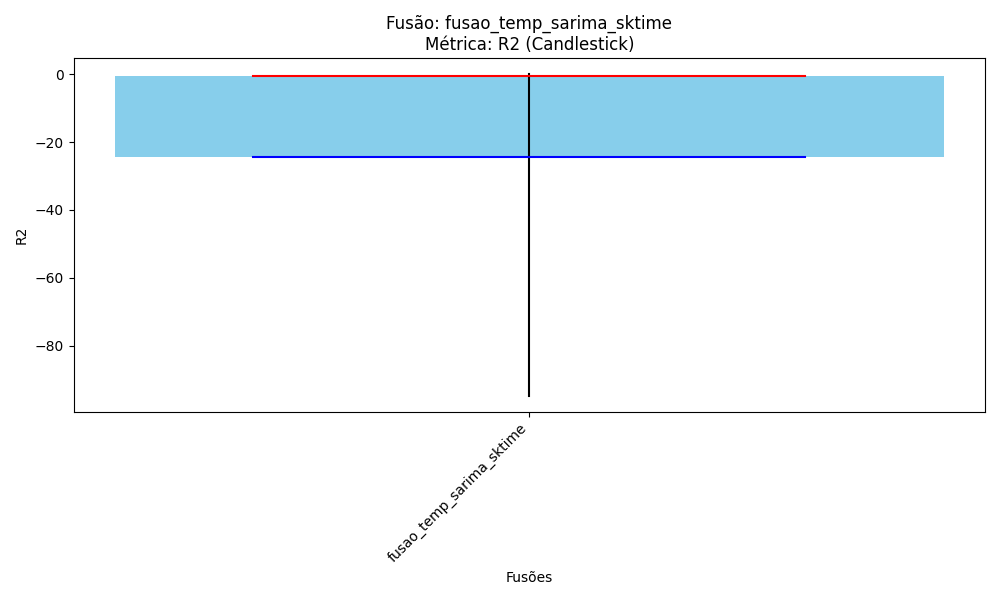 Fusão: fusao_temp_sarima_sktime
Métrica: R2 (Candlestick)
R2
0
−20
−40
−60
−80
fusao_temp_sarima_sktime
Fusões